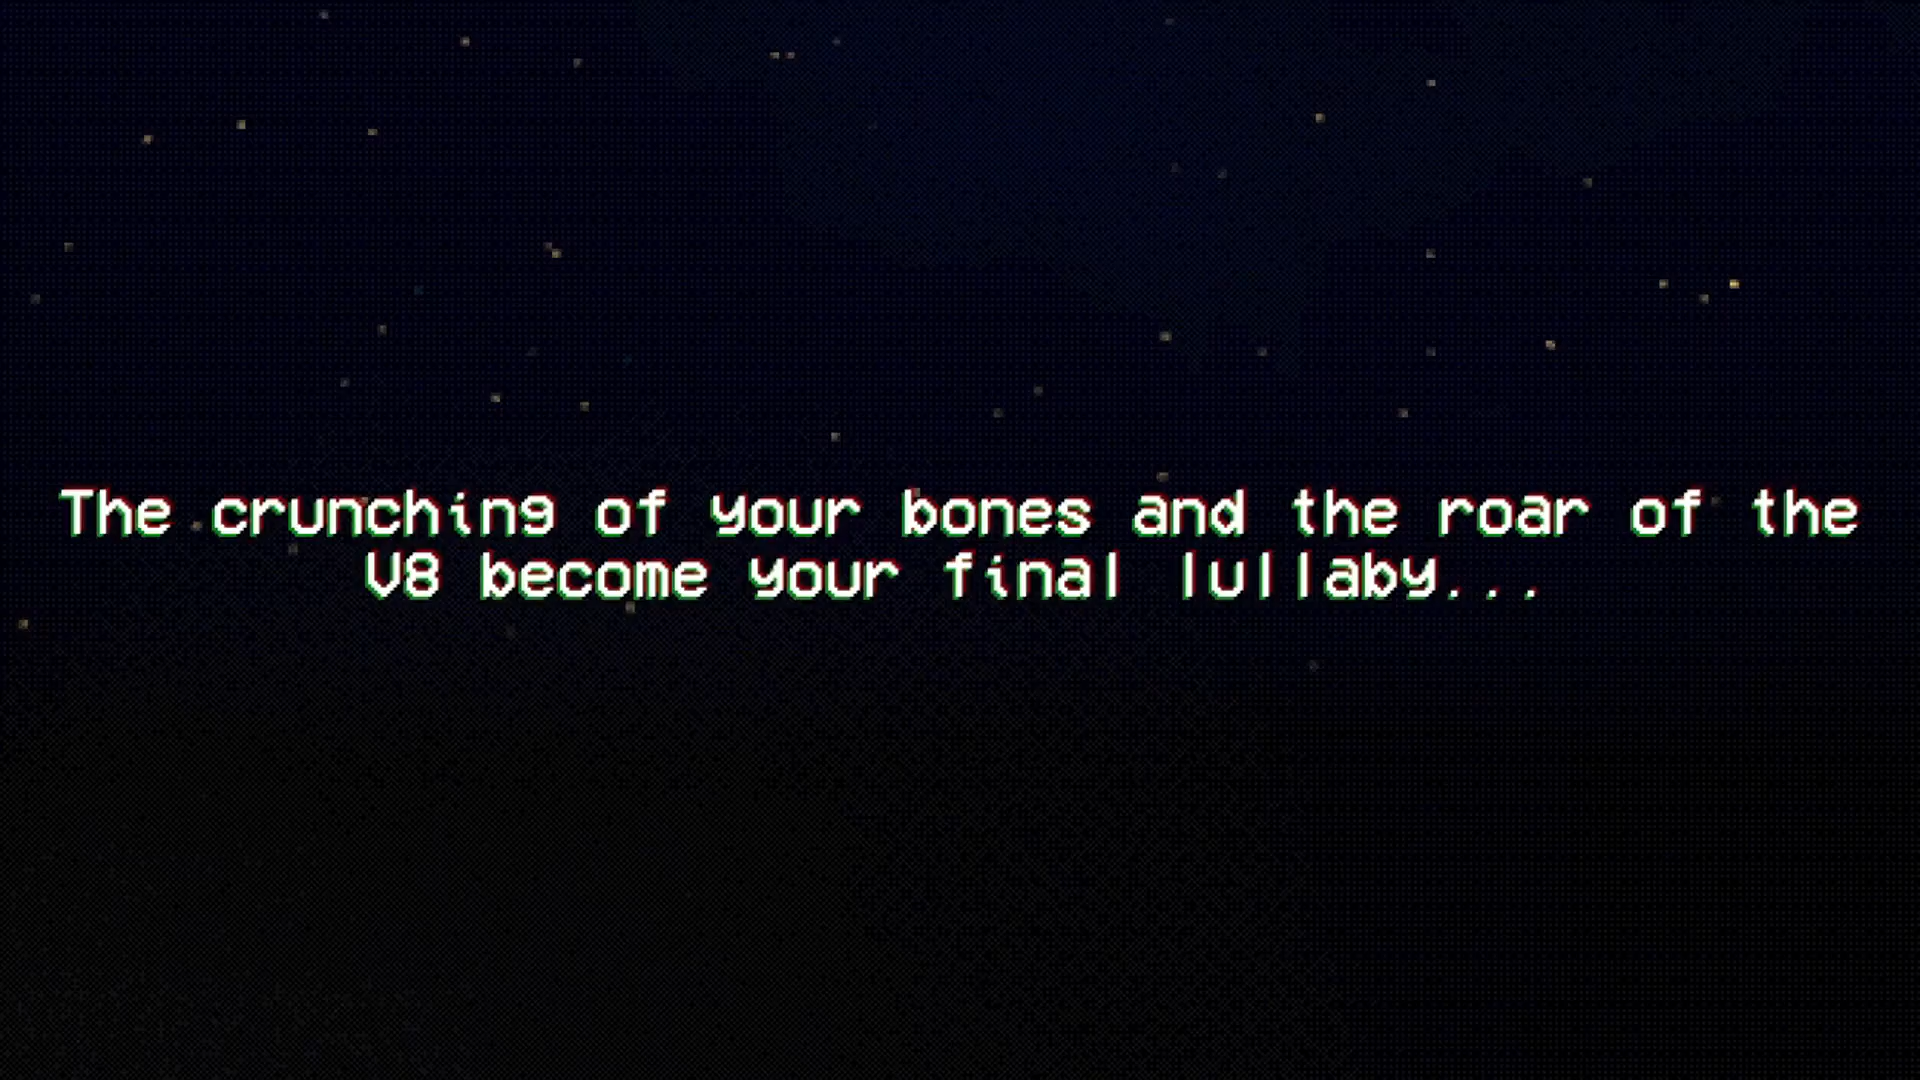 The crunching of your bones and the roar of the
V8 become your final lullaby...